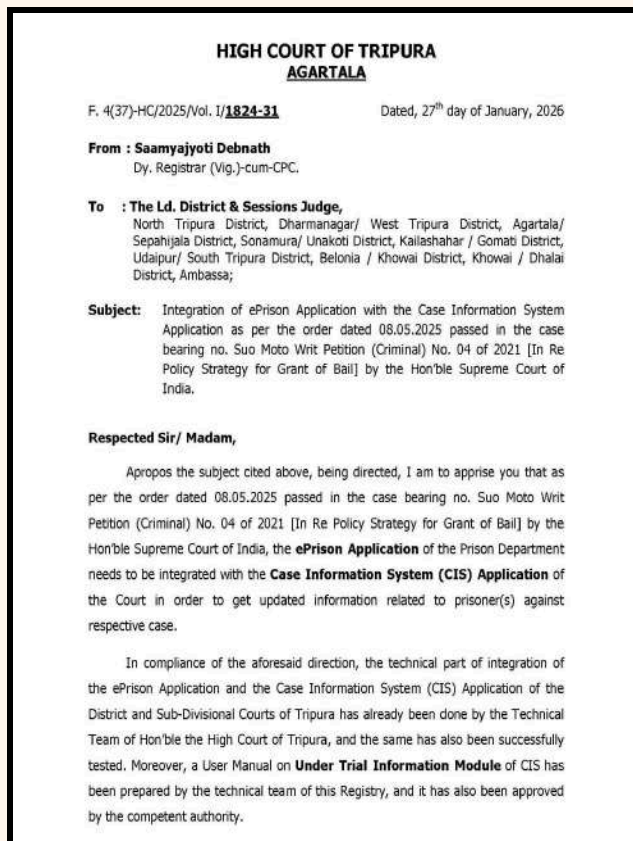 HIGH COURT OF TRIPURA
AGARTALA
F. 4(37)-HC/2025/Vol. I/1824-31 Dated, 27th day of January, 2026
From : Saamyajyoti Debnath
Dy. Registrar (Vig.)-cum-CPC.
To : The Ld. District & Sessions Judge,
North Tripura District, Dharmanagar/ West Tripura District, Agartala/
Sepahijala District, Sonamura/ Unakoti District, Kailashahar / Gomati District,
Udaipur/ South Tripura District, Belonia / Khowai District, Khowai / Dhalai
District, Ambassa;
Subject: Integration of ePrison Application with the Case Information System
Application as per the order dated 08.05.2025 passed in the case
bearing no. Suo Moto Writ Petition (Criminal) No. 04 of 2021 [In Re
Policy Strategy for Grant of Bail] by the Hon'ble Supreme Court of
India.
Respected Sir/ Madam,
Apropos the subject cited above, being directed, I am to apprise you that as
per the order dated 08.05.2025 passed in the case bearing no. Suo Moto Writ
Petition (Criminal) No. 04 of 2021 [In Re Policy Strategy for Grant of Bail] by the
Hon'ble Supreme Court of India, the ePrison Application of the Prison Department
needs to be integrated with the Case Information System (CIS) Application of
the Court in order to get updated information related to prisoner(s) against
respective case.
In compliance of the aforesaid direction, the technical part of integration of
the ePrison Application and the Case Information System (CIS) Application of the
District and Sub-Divisional Courts of Tripura has already been done by the Technical
Team of Hon'ble the High Court of Tripura, and the same has also been successfully
tested. Moreover, a User Manual on Under Trial Information Module of CIS has
been prepared by the technical team of this Registry, and it has also been approved
by the competent authority.